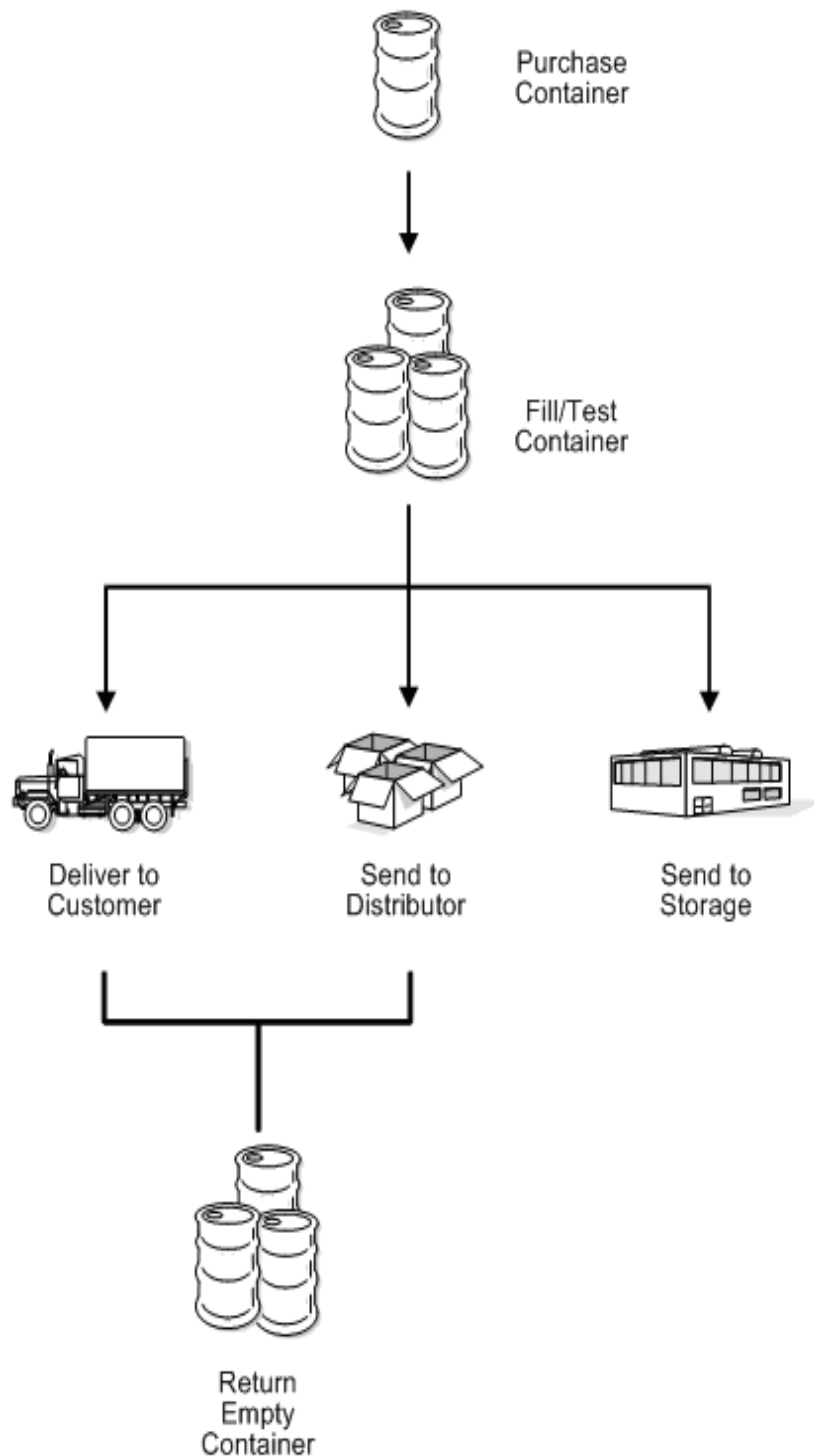 Purchase
Container
Fill/Test
Container
Deliver to
Customer
Send to
Distributor
Send to
Storage
Return
Empty
Container